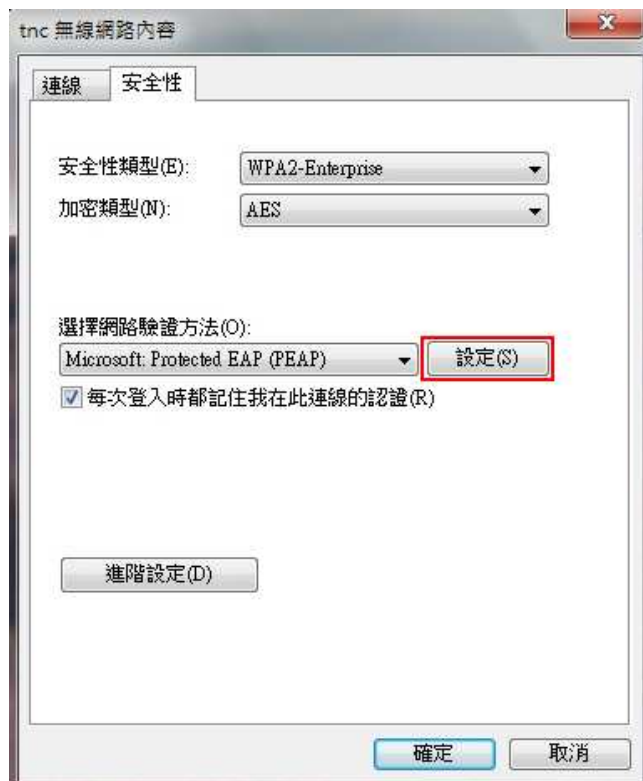 tnc 無線網路內容
連線 安全性
安全性類型(E): WPA2-Enterprise
加密類型(N): AES
選擇網路驗證方法(O):
Microsoft: Protected EAP (PEAP) 設定(S)
每次登入時都記住我在此連線的認證(R)
進階設定(D)
確定 取消